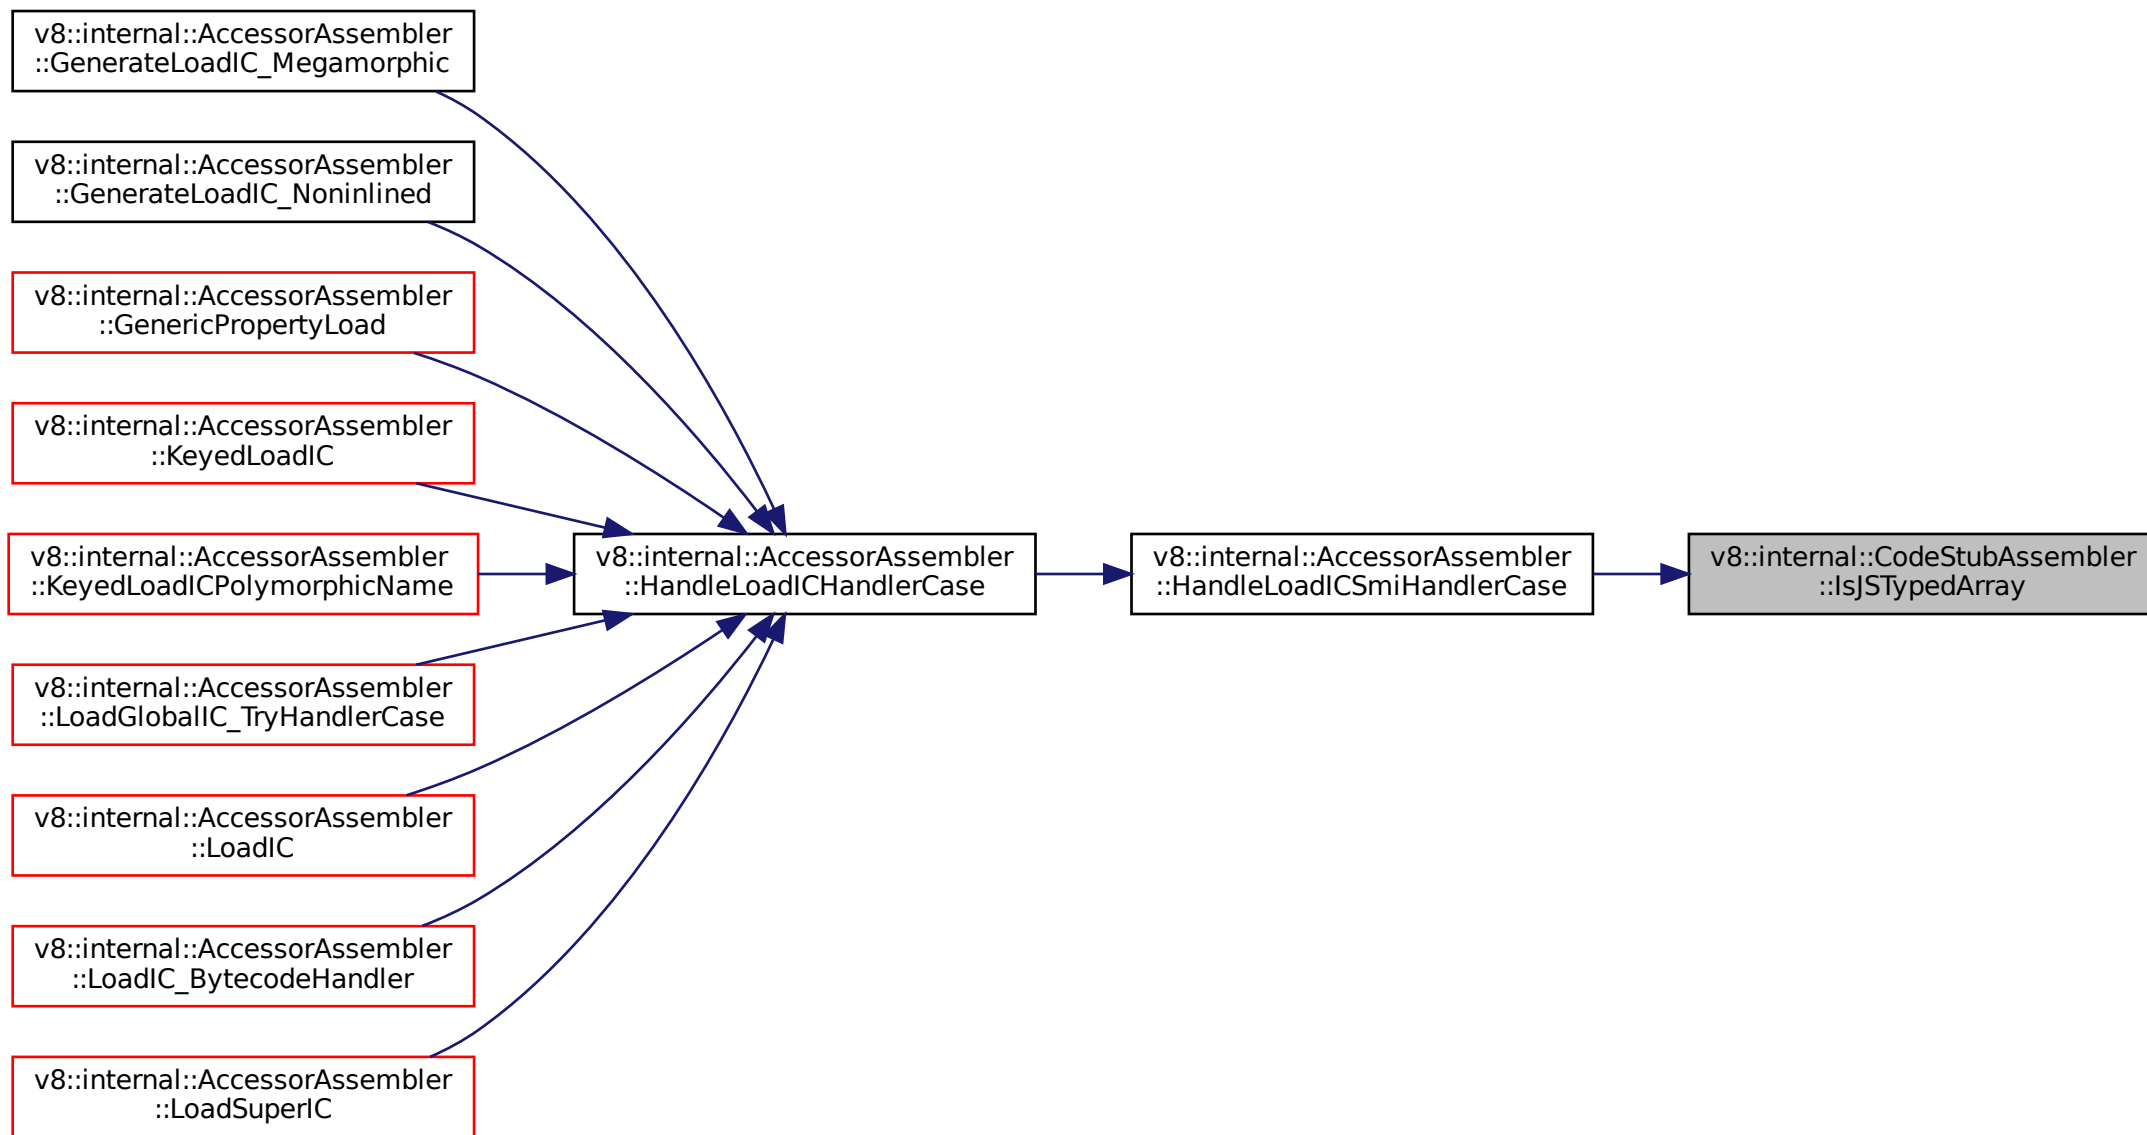 v8::internal::AccessorAssembler
::GenerateLoadIC_Megamorphic
v8::internal::AccessorAssembler
::GenerateLoadIC_Noninlined
v8::internal::AccessorAssembler
::GenericPropertyLoad
v8::internal::AccessorAssembler
::KeyedLoadIC
v8::internal::AccessorAssembler
::KeyedLoadICPolymorphicName
v8::internal::AccessorAssembler
::LoadGlobalIC_TryHandlerCase
v8::internal::AccessorAssembler
::LoadIC
v8::internal::AccessorAssembler
::LoadIC_BytecodeHandler
v8::internal::AccessorAssembler
::LoadSuperIC
v8::internal::AccessorAssembler
::HandleLoadICHandlerCase
v8::internal::AccessorAssembler
::HandleLoadICSmiHandlerCase
v8::internal::CodeStubAssembler
::IsJSTypedArray